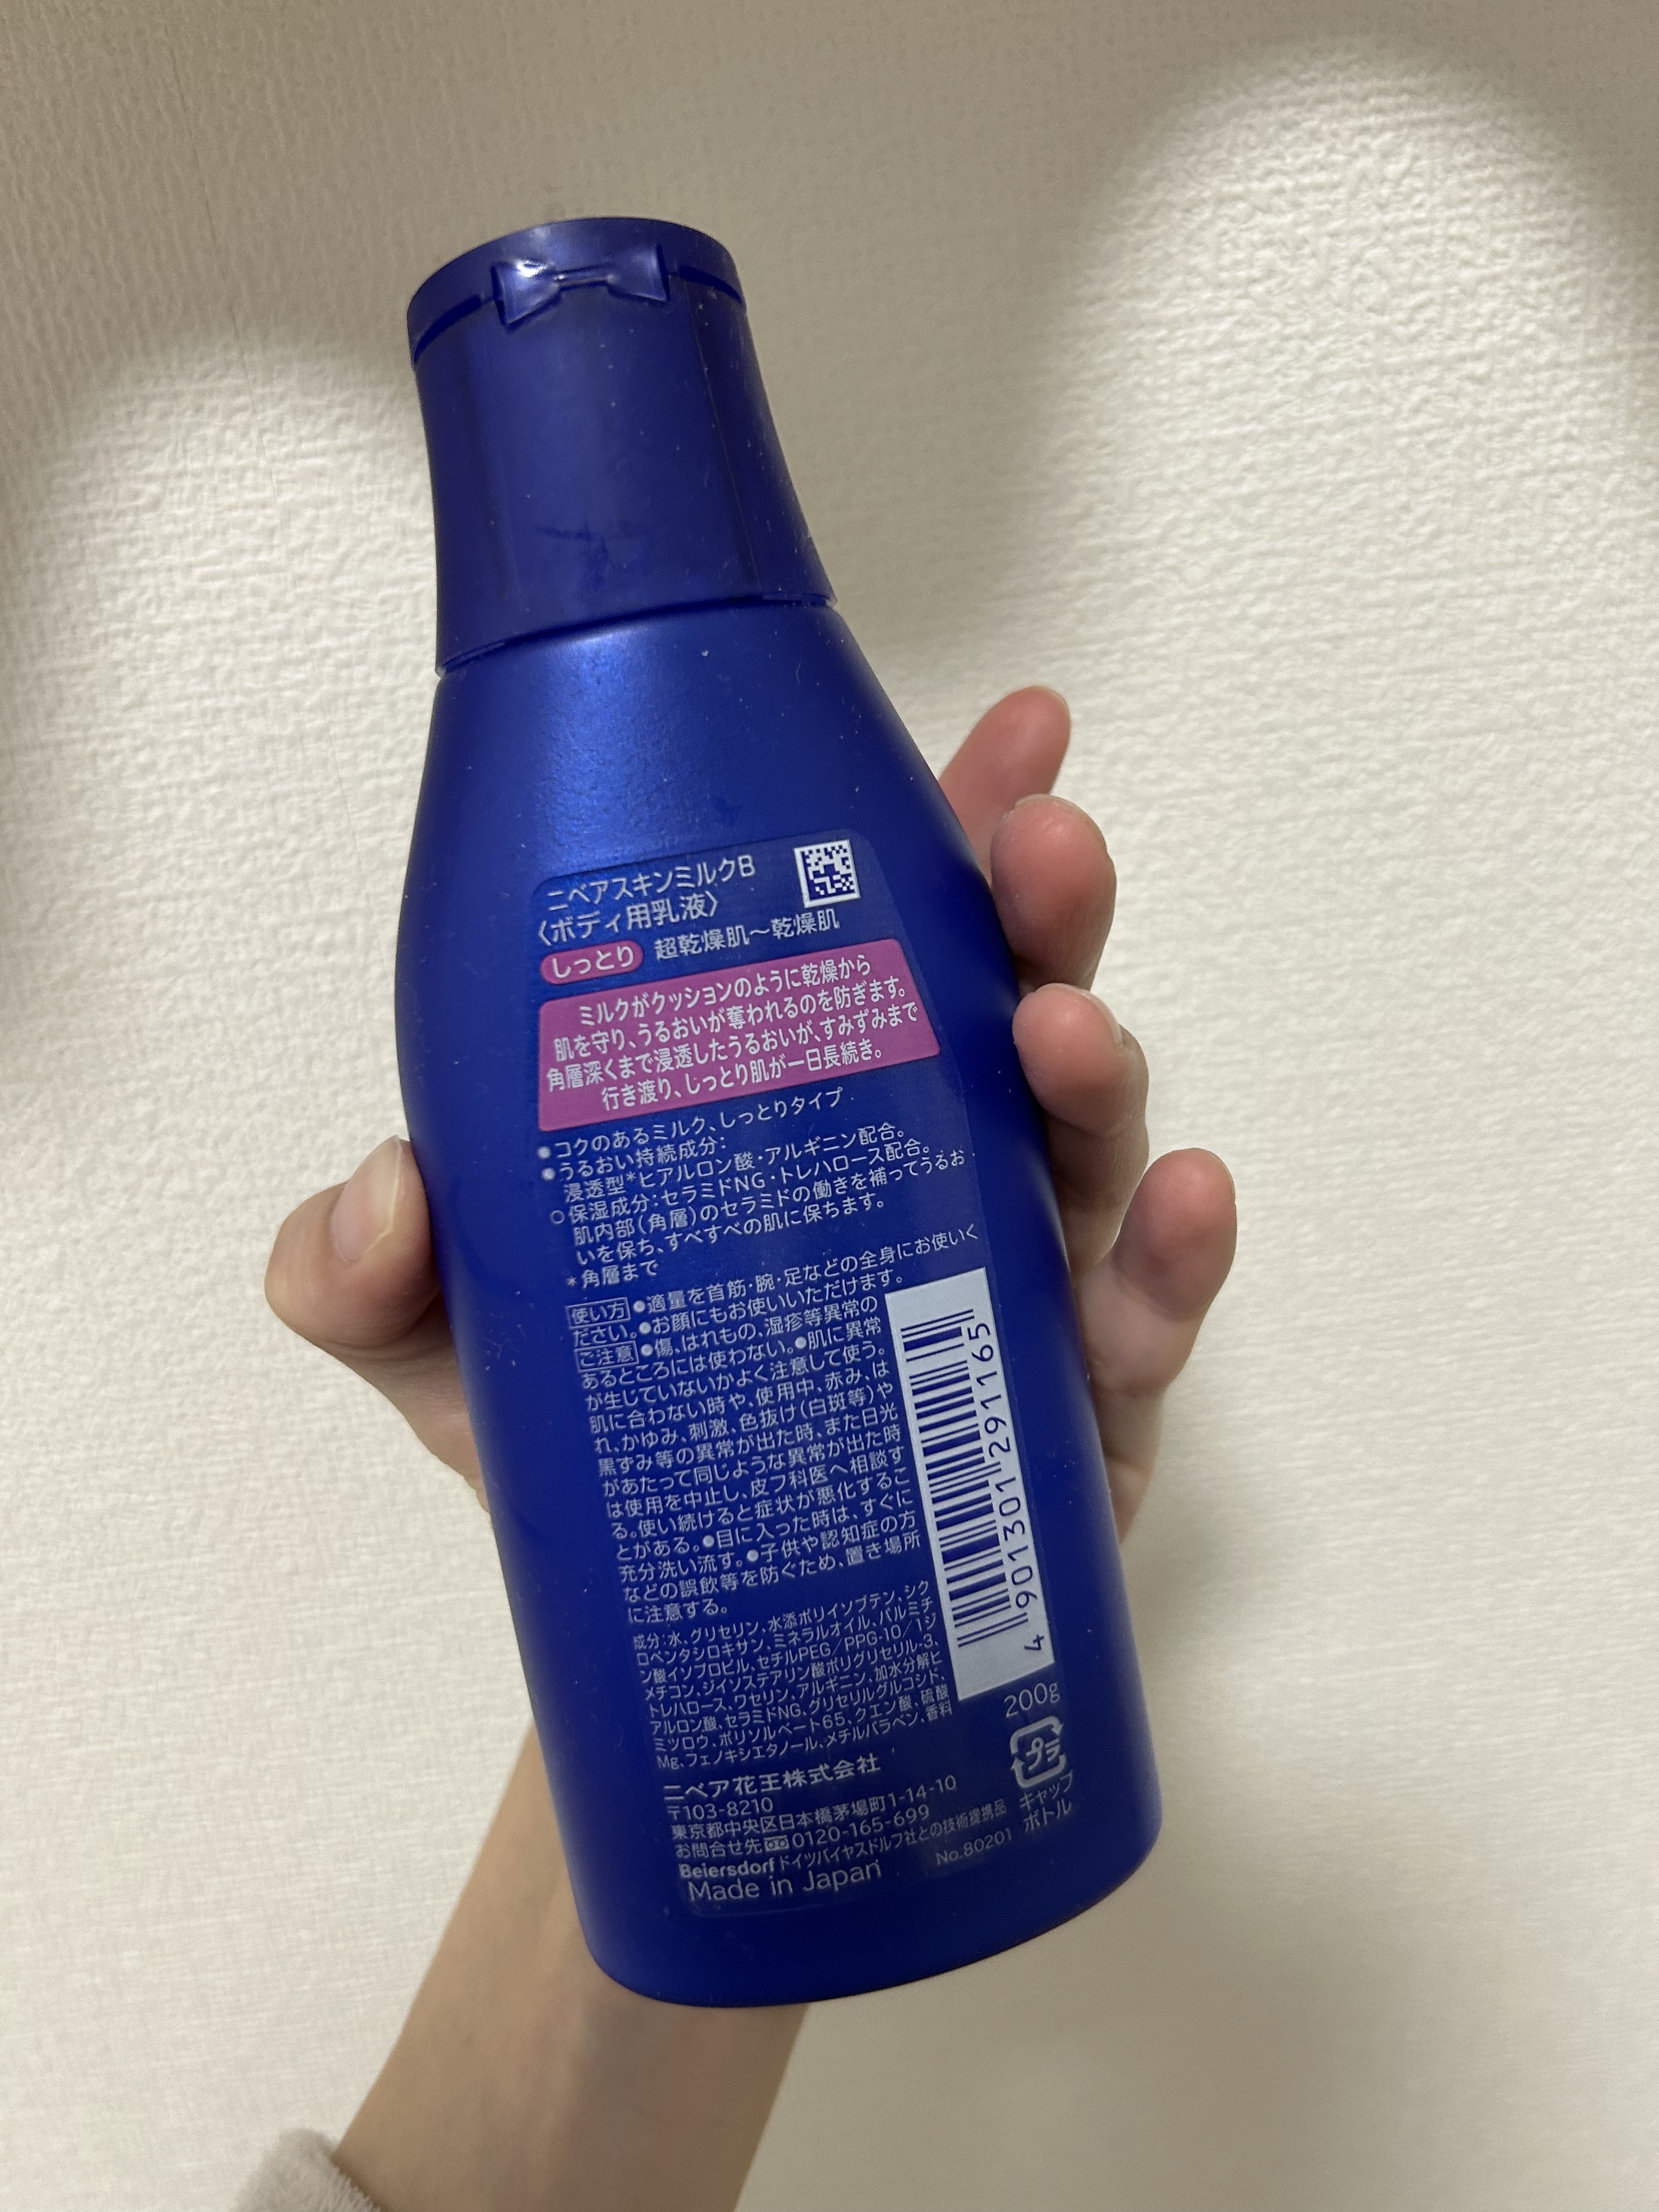 ニベアスキンミルクB
〈ボディ用乳液〉
しっとり 超乾燥肌～乾燥肌
ミルクがクッションのように乾燥から
肌を守り、うるおいが奪われるのを防ぎます。
角層深くまで浸透したうるおいが、すみずみまで
行き渡り、しっとり肌が一日長続き。
●コクのあるミルク、しっとりタイプ
●うるおい持続成分：
浸透型*ヒアルロン酸・アルギニン配合。
○保湿成分：セラミドNG・トレハロース配合。
肌内部(角層)のセラミドの働きを補ってうるお
いを保ち、すべすべの肌に保ちます。
*角層まで
使い方 ●適量を首筋・腕・足などの全身にお使いく
ださい。●お顔にもお使いいただけます。
ご注意 ●傷、はれもの、湿疹等異常の
あるところには使わない。●肌に異常
が生じていないかよく注意して使う。
肌に合わない時や、使用中、赤み、は
れ、かゆみ、刺激、色抜け(白斑等)や
黒ずみ等の異常が出た時、また日光
があたって同じような異常が出た時
は使用を中止し、皮フ科医へ相談す
る。使い続けると症状が悪化するこ
とがある。●目に入った時は、すぐに
充分洗い流す。●子供や認知症の方
などの誤飲等を防ぐため、置き場所
に注意する。
成分：水、グリセリン、水添ポリイソブテン、シク
ロペンタシロキサン、ミネラルオイル、パルミチ
ン酸イソプロピル、セチルPEG/PPG-10/1ジ
メチコン、ジイソステアリン酸ポリグリセリル-3、
トレハロース、ワセリン、アルギニン、加水分解ヒ
アルロン酸、セラミドNG、グリセリルグルコシド、
ミツロウ、ポリソルベート65、クエン酸、硫酸
Mg、フェノキシエタノール、メチルパラベン、香料
4 901301 291165
200g
プラ
キャップ
ボトル
ニベア花王株式会社
〒103-8210
東京都中央区日本橋茅場町1-14-10
お問合せ先 0120-165-699
Beiersdorf ドイツバイヤスドルフ社との技術提携品
Made in Japan
No.80201